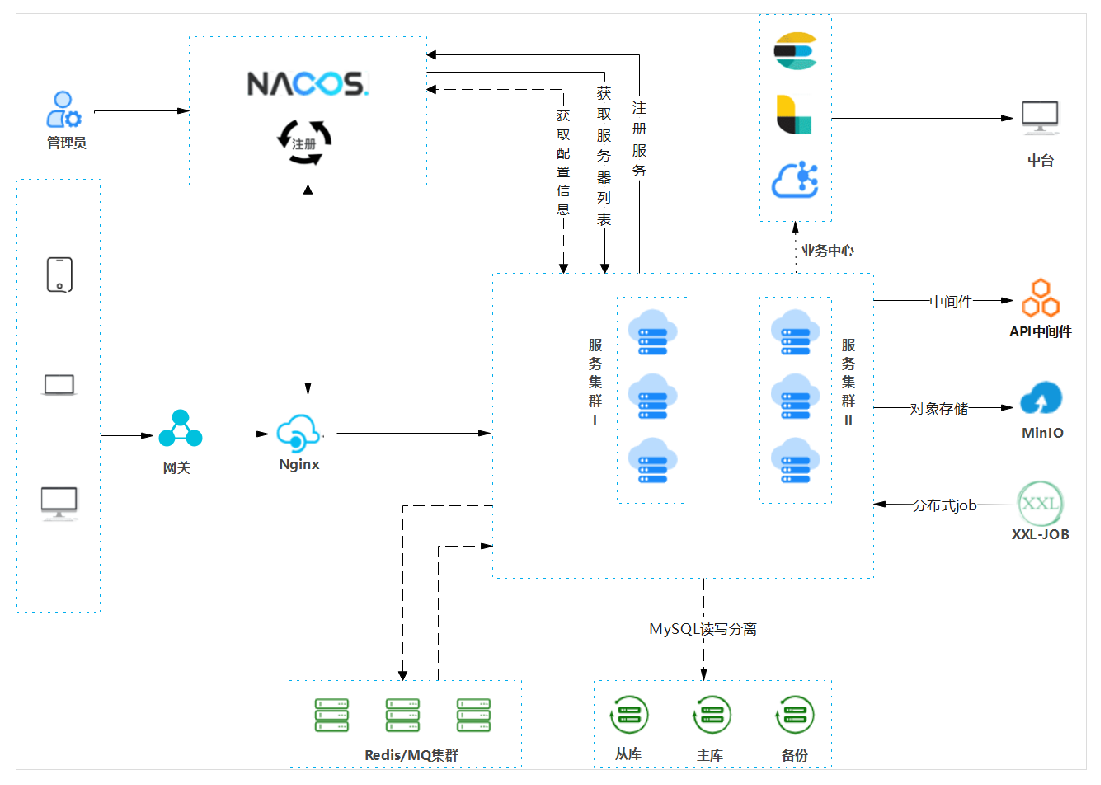 NACOS.
注册
管理员
获取配置信息
获取服务器列表
注册服务
中台
业务中心
服务集群I
服务集群II
中间件
API中间件
对象存储
MinIO
分布式job
XXL
XXL-JOB
网关
Nginx
MySQL读写分离
Redis/MQ集群
从库
主库
备份